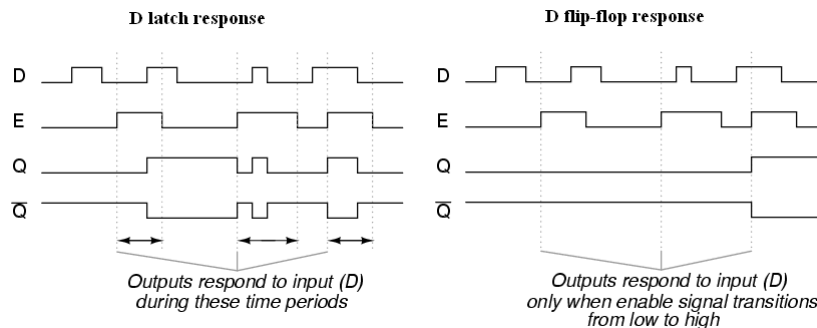 D latch response
D
E
Q
Q
Outputs respond to input (D)
during these time periods
D flip-flop response
D
E
Q
Q
Outputs respond to input (D)
only when enable signal transitions
from low to high